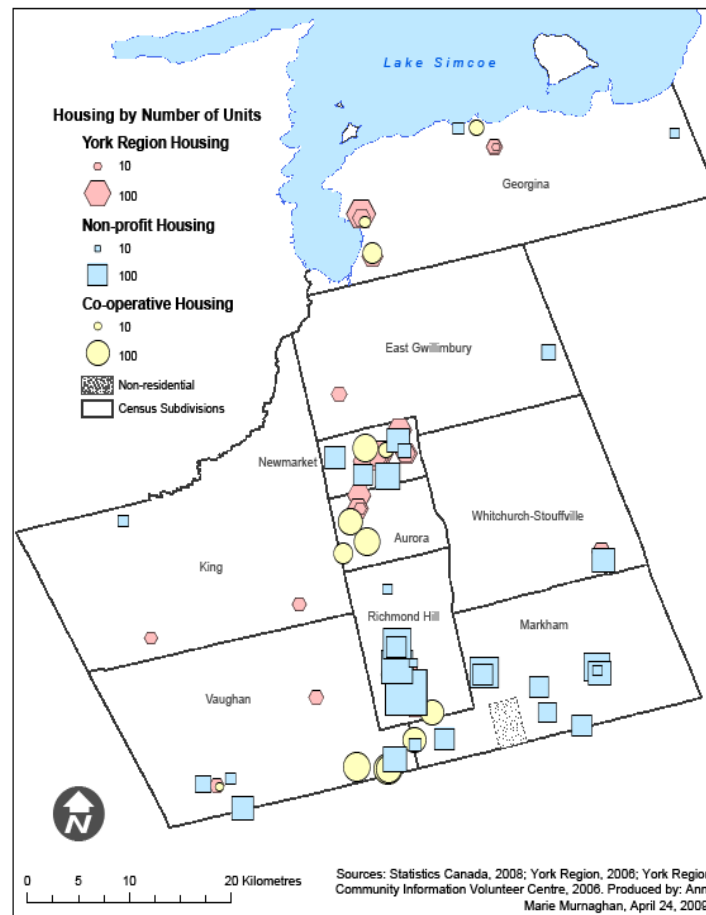 Lake Simcoe
Housing by Number of Units
York Region Housing
10
100
Non-profit Housing
10
100
Co-operative Housing
10
100
Non-residential
Census Subdivisions
Georgina
East Gwillimbury
Newmarket
Whitchurch-Stouffville
Aurora
King
Richmond Hill
Markham
Vaughan
N
0 5 10 20 Kilometres
Sources: Statistics Canada, 2008; York Region, 2006; York Region
Community Information Volunteer Centre, 2006. Produced by: Ann
Marie Murnaghan, April 24, 2009